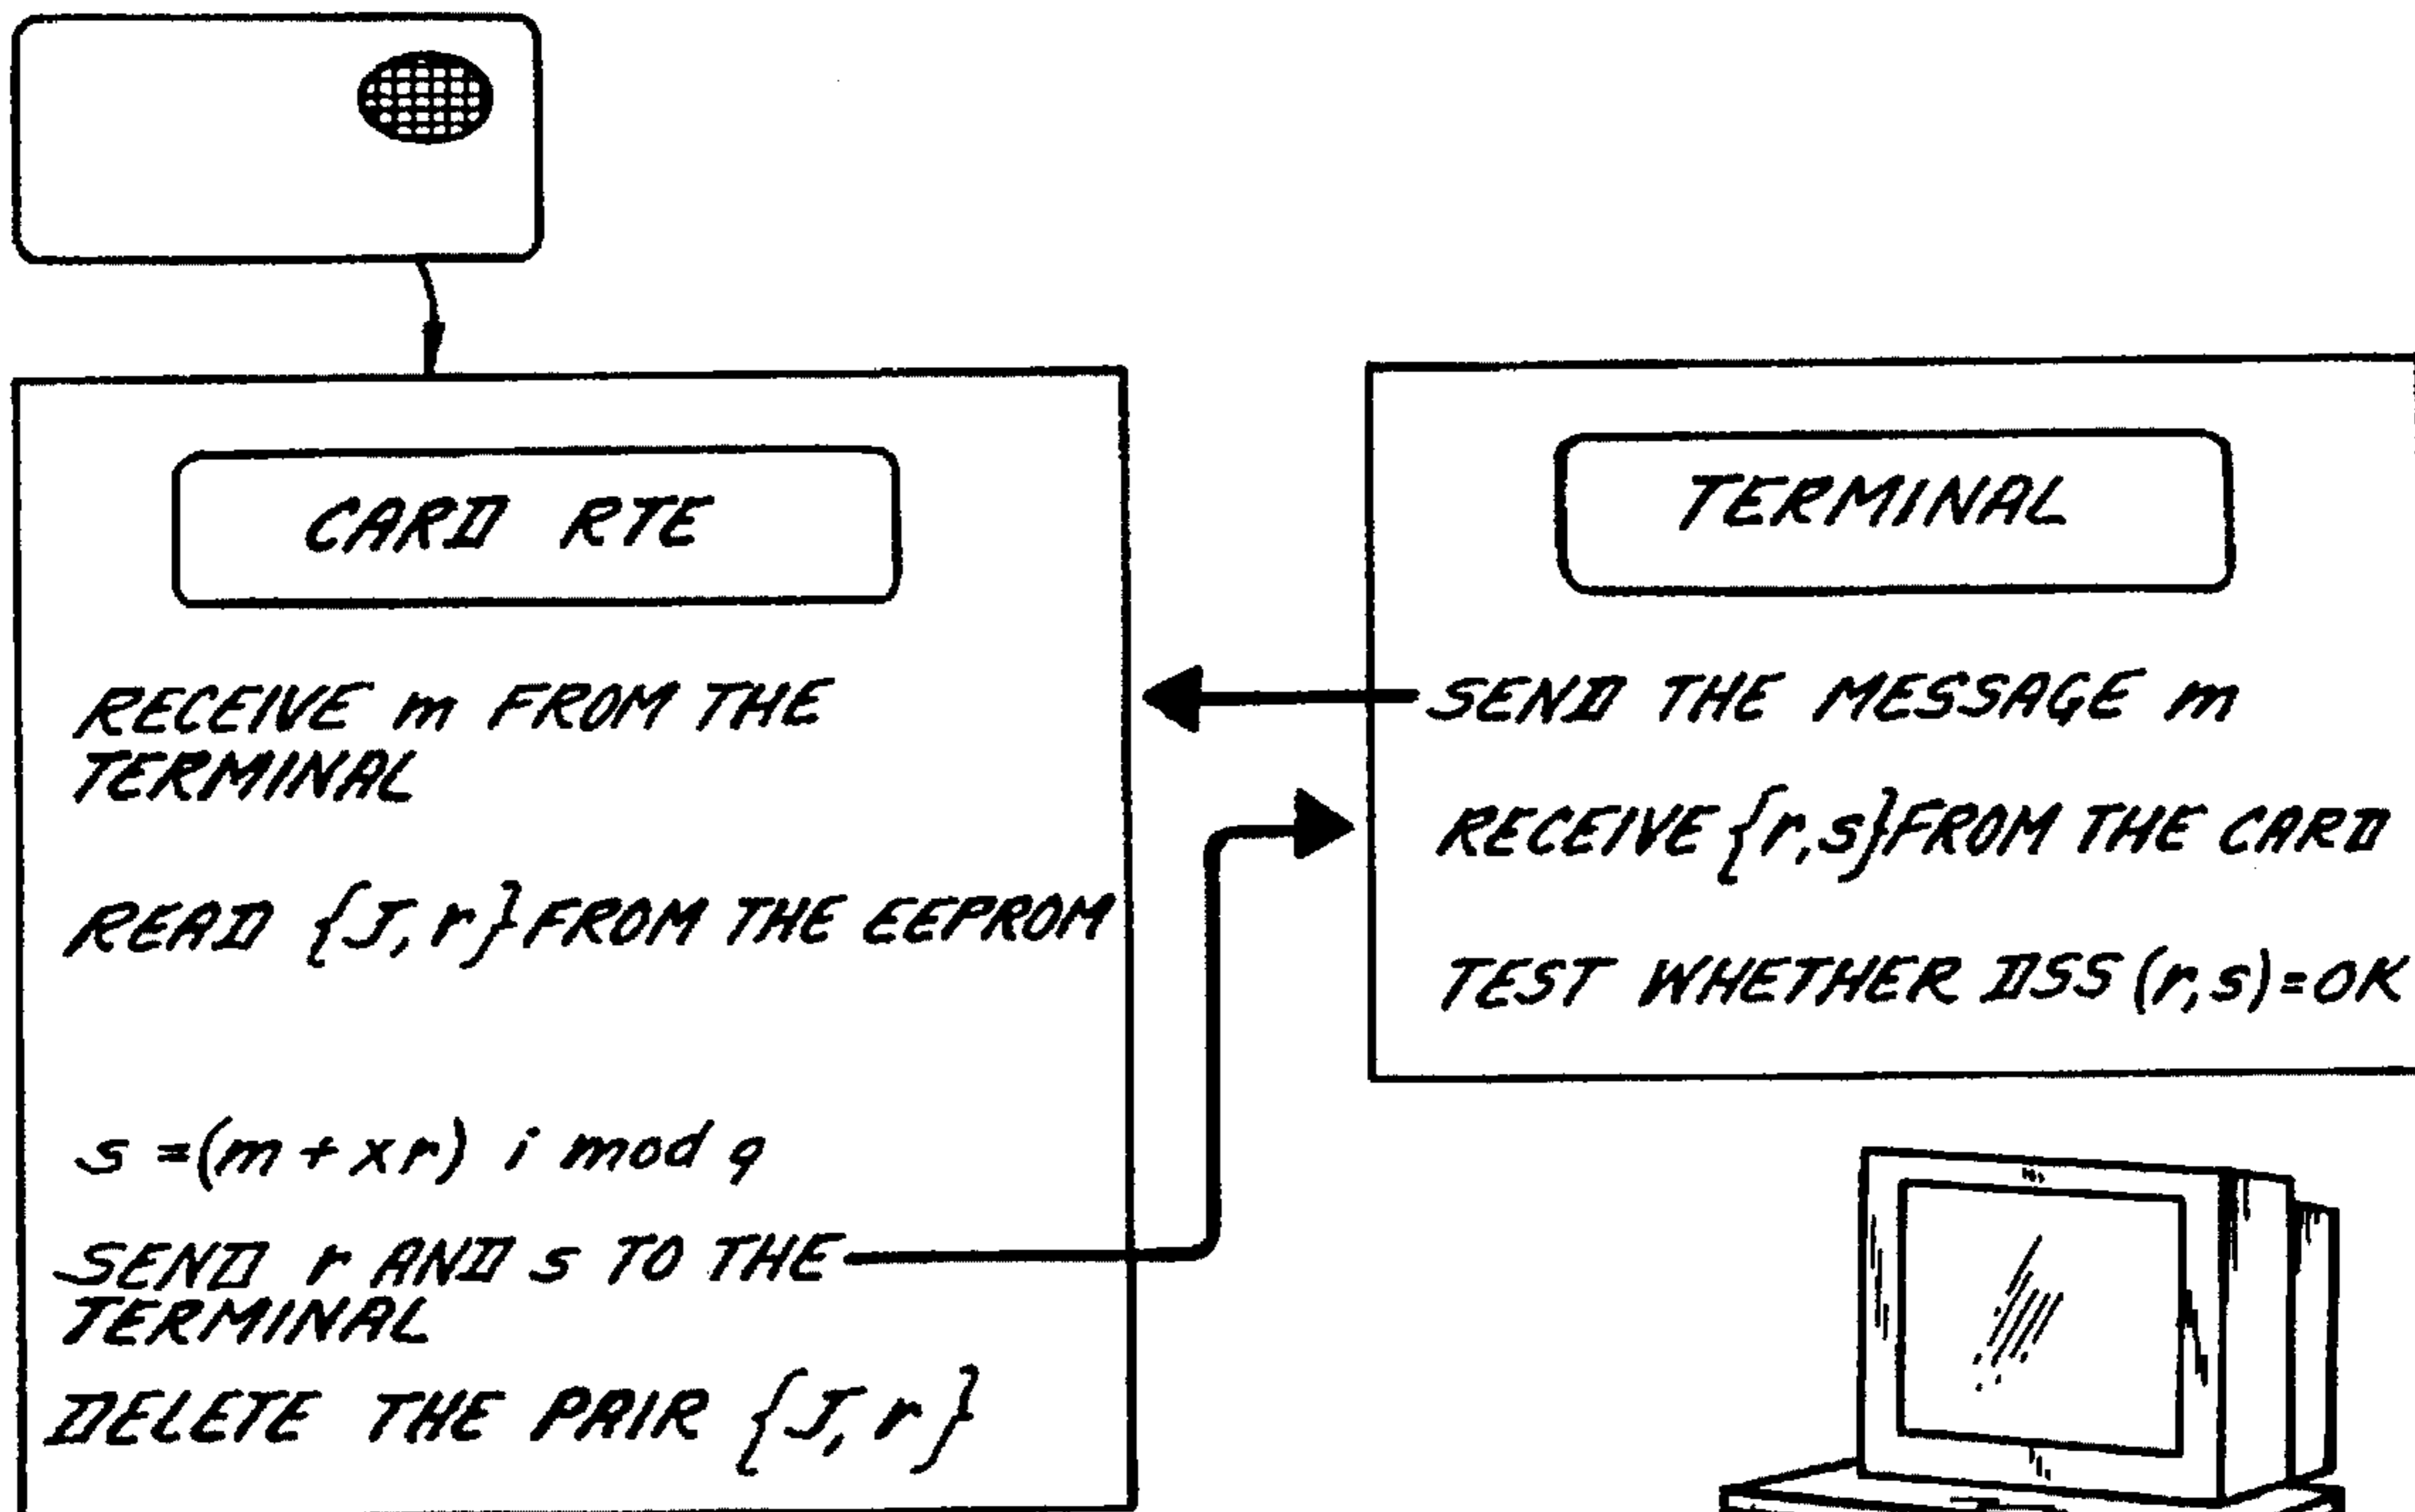 CARD RTE
RECEIVE m FROM THE
TERMINAL
READ {J,r} FROM THE EEPROM
s=(m+xr) i mod q
SEND r AND s TO THE
TERMINAL
DELETE THE PAIR {J,r}
TERMINAL
SEND THE MESSAGE m
RECEIVE {r,s} FROM THE CARD
TEST WHETHER DSS(r,s)=OK